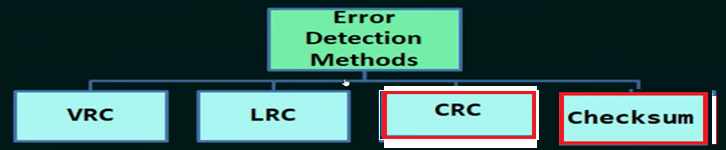 Error
Detection
Methods
VRC
LRC
CRC
Checksum